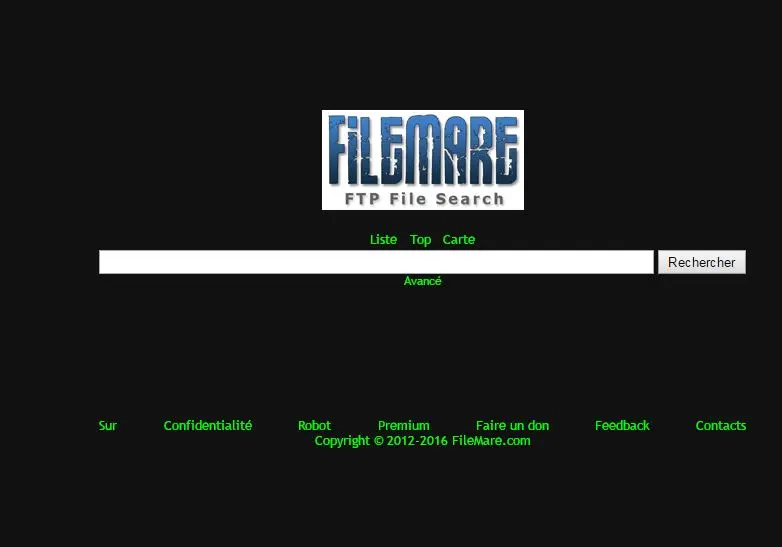 FiLEMARE
FTP File Search
Liste Top Carte
Rechercher
Avancé
Sur Confidentialité Robot Premium Faire un don Feedback Contacts
Copyright © 2012-2016 FileMare.com